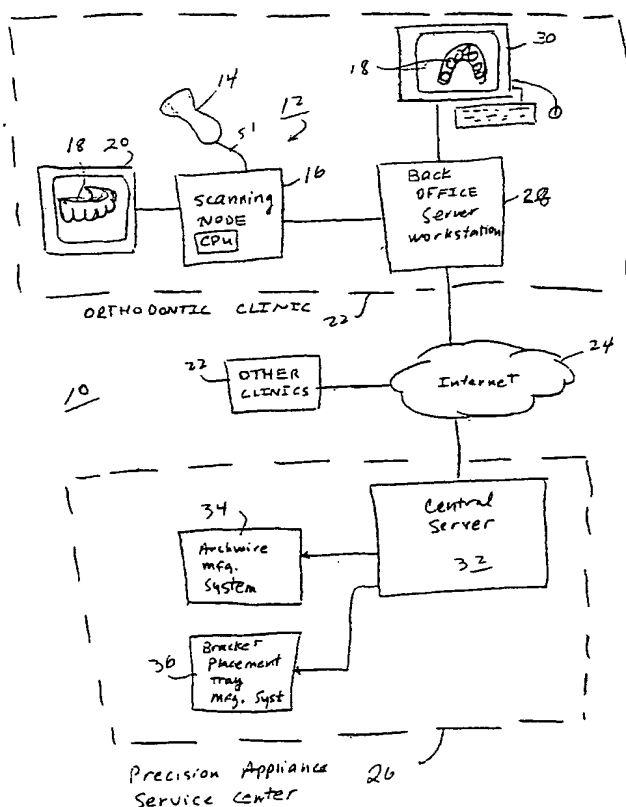 30
18
14
12
51
18 20
16
Scanning
NODE
CPU
BACK
OFFICE
Server
workstation
28
ORTHODONTIC CLINIC
22
24
22
OTHER
CLINICS
Internet
10
34
Central
Server
32
Archwire
mfg.
System
36
Bracket
Placement
Tray
Mfg. Syst
Precision Appliance
Service Center
26